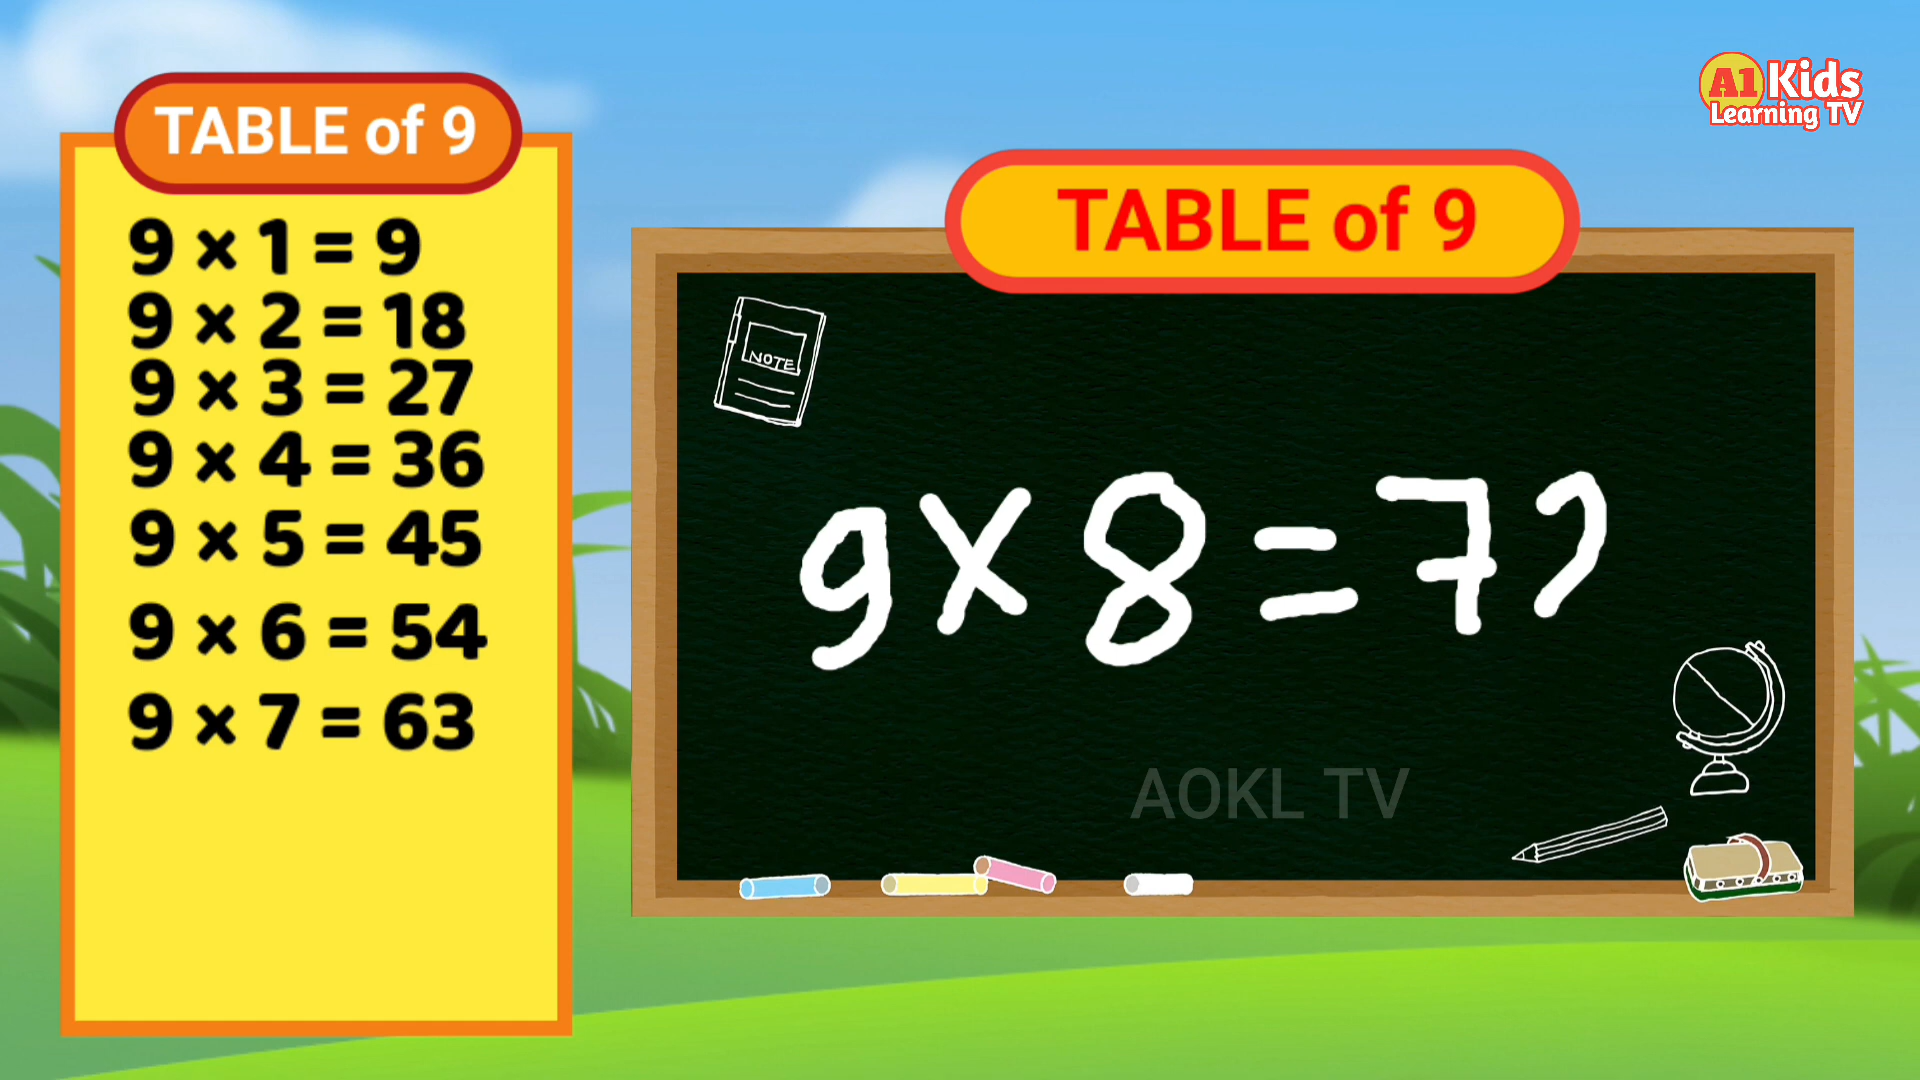 A1 Kids
Learning TV
TABLE of 9
9 × 1 = 9
9 × 2 = 18
9 × 3 = 27
9 × 4 = 36
9 × 5 = 45
9 × 6 = 54
9 × 7 = 63
TABLE of 9
NOTE
9 × 8 = 7
AOKL TV